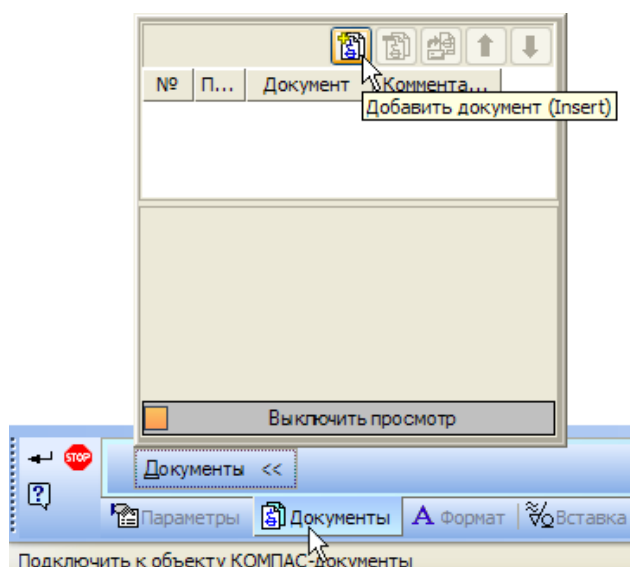 № П... Документ Коммента...
Добавить документ (Insert)
Выключить просмотр
STOP
Документы <<
Параметры Документы Формат Вставка
Подключить к объекту КОМПАС-документы